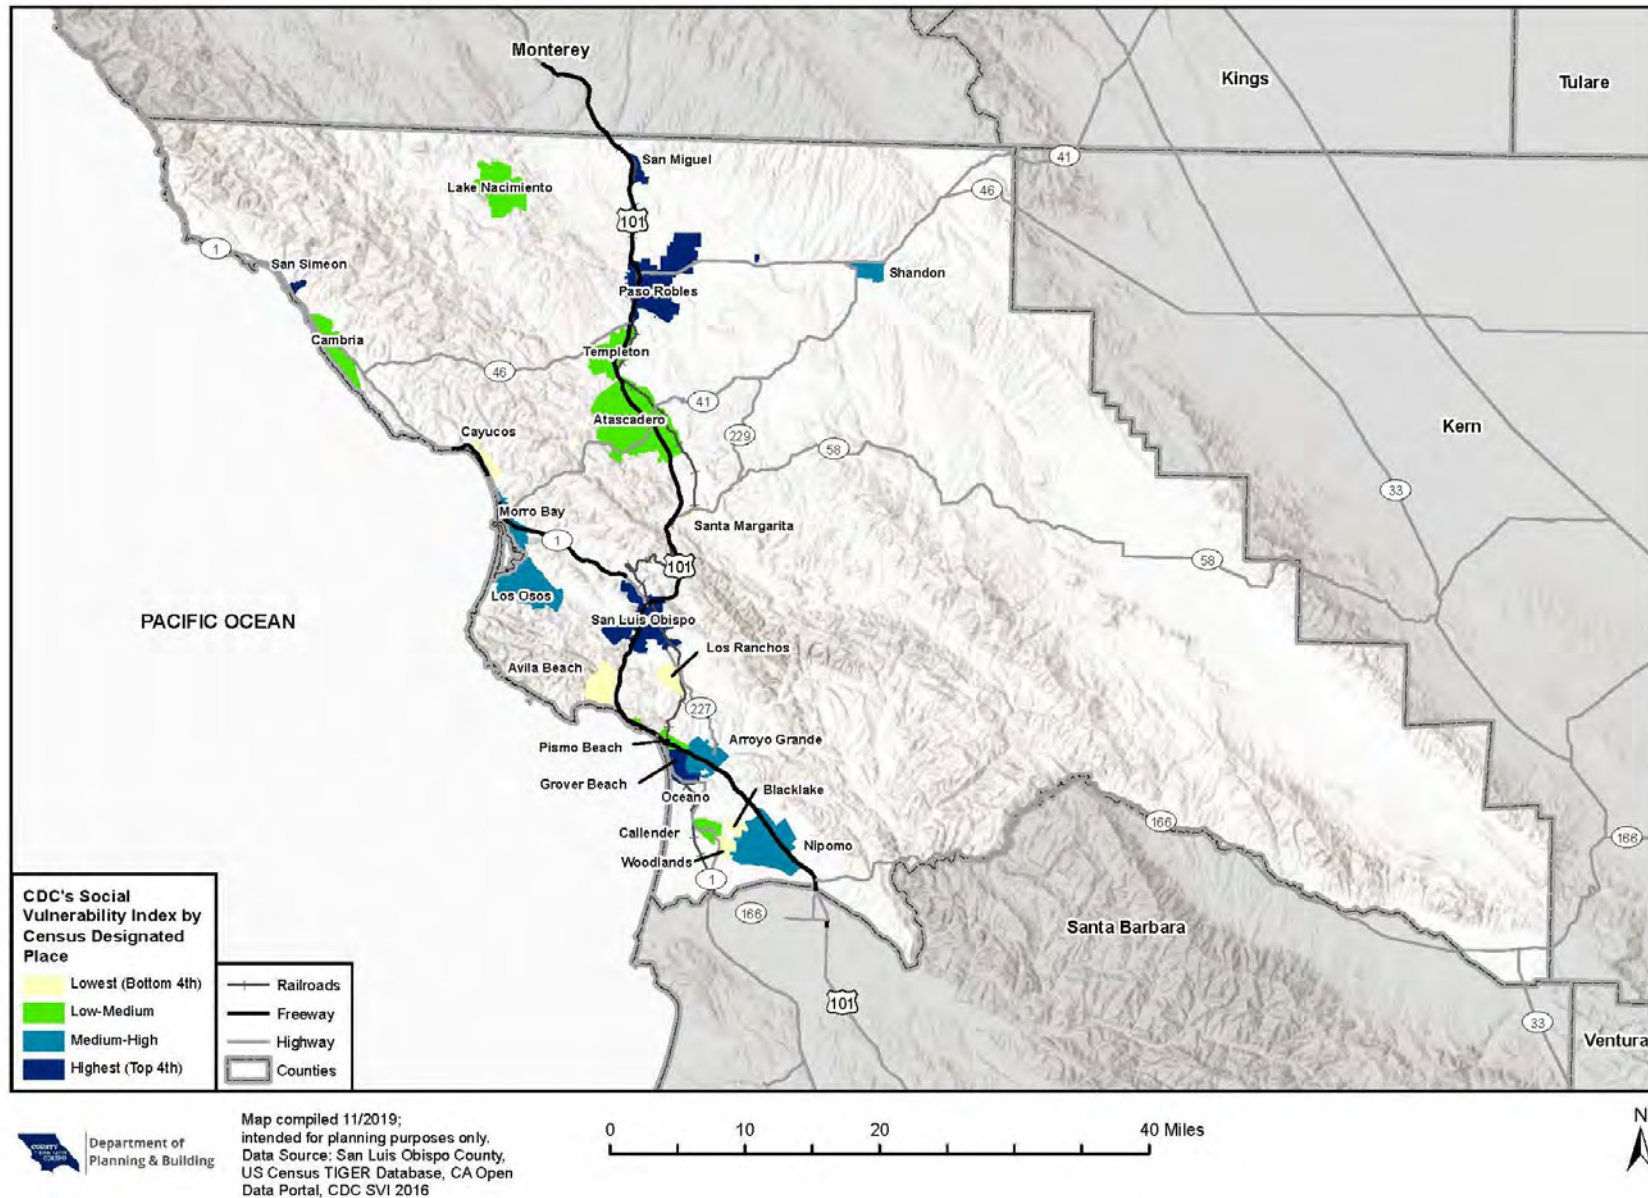 Monterey
Kings
Tulare
41
San Miguel
46
Lake Nacimiento
101
1
San Simeon
Shandon
Paso Robles
Cambria
Templeton
46
41
Atascadero
Kern
Cayucos
229
58
33
Morro Bay
Santa Margarita
1
58
101
Los Osos
PACIFIC OCEAN
San Luis Obispo
Los Ranchos
Avila Beach
227
Pismo Beach
Arroyo Grande
Grover Beach
Blacklake
Oceano
166
Callender
166
Nipomo
Woodlands
1
166
Santa Barbara
101
33
Ventura
CDC's Social
Vulnerability Index by
Census Designated
Place
Lowest (Bottom 4th)
Low-Medium
Medium-High
Highest (Top 4th)
Railroads
Freeway
Highway
Counties
Department of
Planning & Building
Map compiled 11/2019;
intended for planning purposes only.
Data Source: San Luis Obispo County,
US Census TIGER Database, CA Open
Data Portal, CDC SVI 2016
0 10 20 40 Miles
N